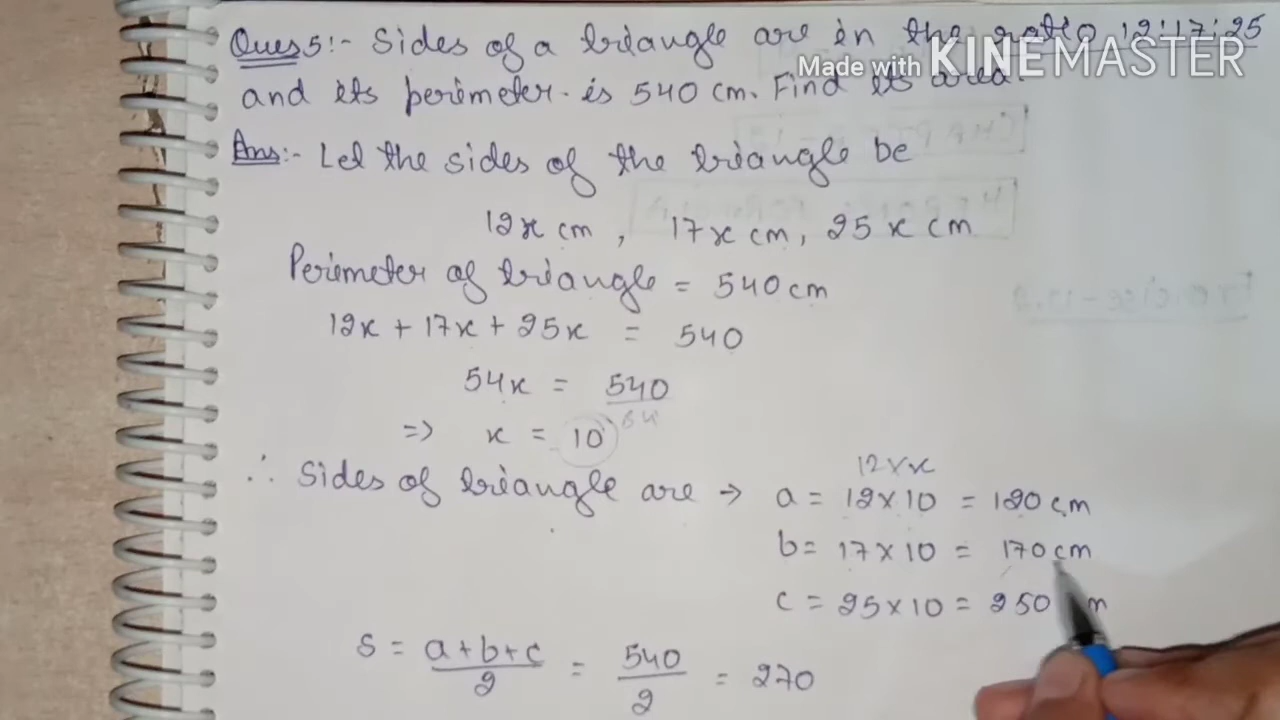 Ques 5:- Sides of a triangle are in the ratio 12:17:25
Made with KINEMASTER
and its perimeter is 540 cm. Find its area
Ans:- Let the sides of the triangle be
12x cm, 17x cm, 25x cm
Perimeter of triangle = 540 cm
12x + 17x + 25x = 540
54x = 540
54
=> x = 10
12 x x
∴ Sides of triangle are → a = 12 × 10 = 120 cm
b = 17 × 10 = 170 cm
c = 25 × 10 = 250 m
S = a+b+c / 2 = 540 / 2 = 270